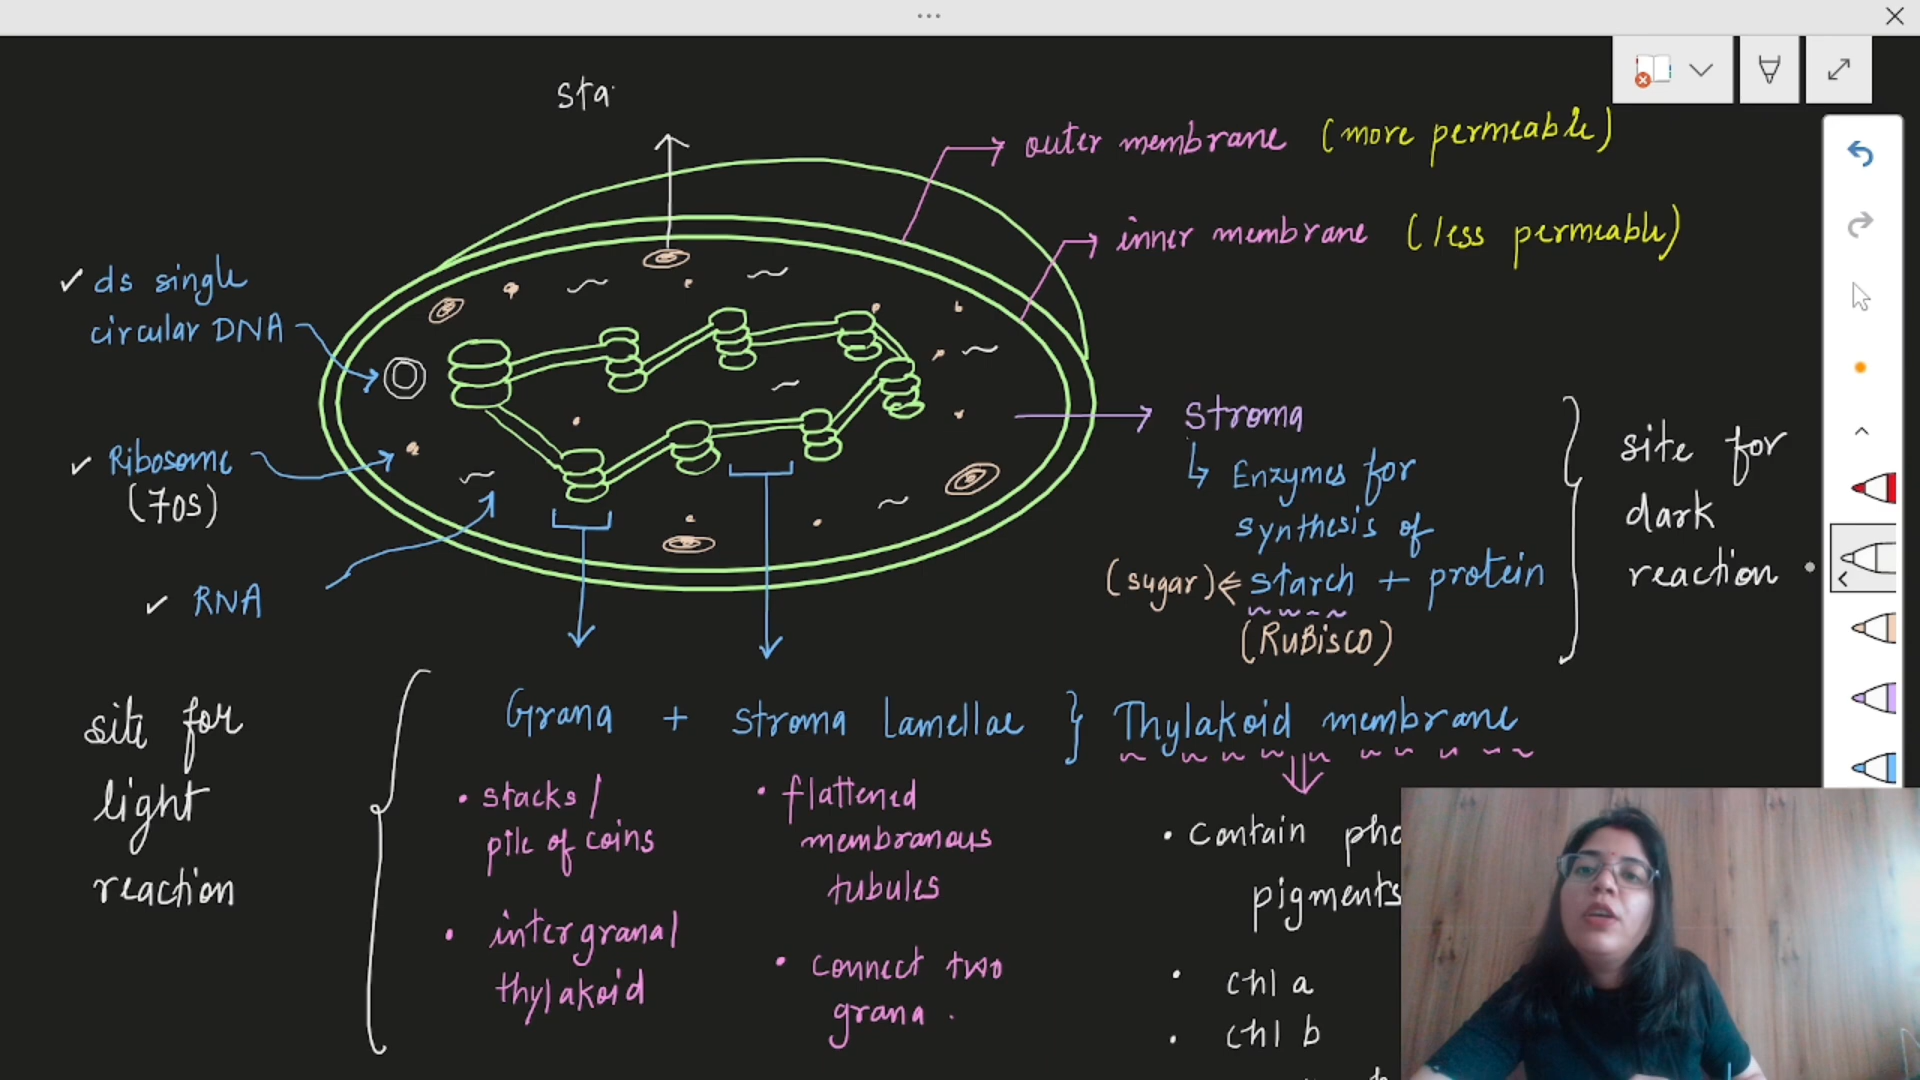 sta
outer membrane (more permeable)
inner membrane (less permeable)
✓ ds single
circular DNA
✓ Ribosome
(70s)
✓ RNA
stroma
↳ Enzymes for
synthesis of
(sugar) ← starch + protein
(RuBisCO)
site for
dark
reaction
site for
light
reaction
Grana + stroma lamellae } Thylakoid membrane
• stacks/
pile of coins
• intergranal
thylakoid
• flattened
membranous
tubules
• connect two
grana.
• contain pho
pigments
• chl a
• chl b